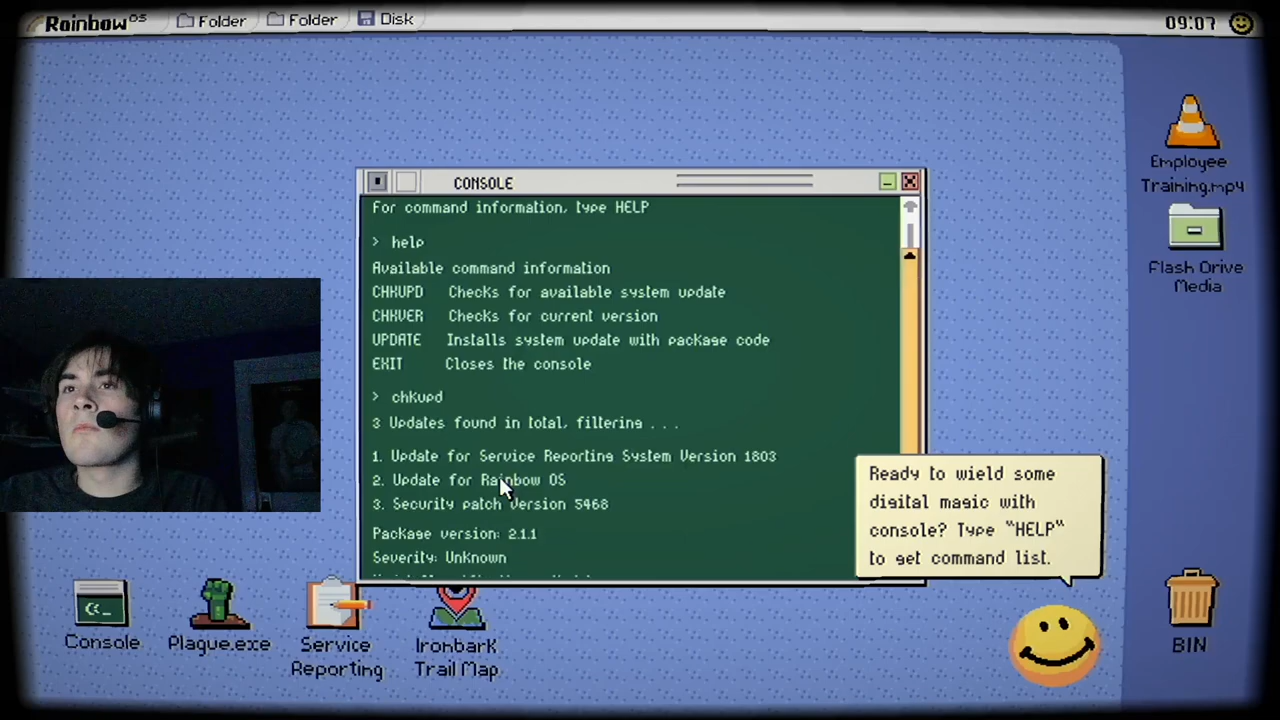 RainbowOS
Folder
Folder
Disk
09:07
Employee
Training.mp4
Flash Drive
Media
CONSOLE
For command information, type HELP
> help
Available command information
CHKUPD Checks for available system update
CHKVER Checks for current version
UPDATE Installs system update with package code
EXIT Closes the console
> chkupd
3 Updates found in total, filtering . . .
1. Update for Service Reporting System Version 1803
2. Update for Rainbow OS
3. Security patch version 5468
Package version: 2.1.1
Severity: Unknown
Ready to wield some
digital magic with
console? Type "HELP"
to get command list.
Console
Plague.exe
Service
Reporting
Ironbark
Trail Map
BIN